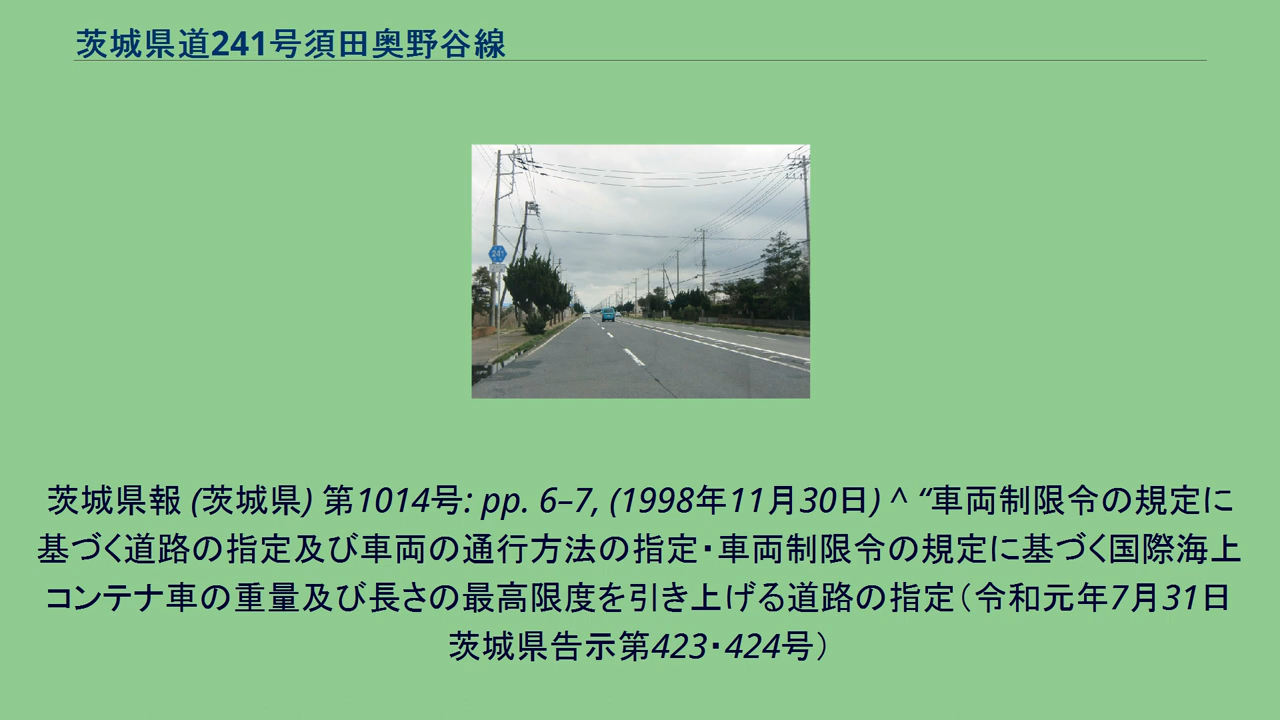 茨城県道241号須田奥野谷線
241
茨城県報 (茨城県) 第1014号: pp. 6–7, (1998年11月30日) ^ “車両制限令の規定に
基づく道路の指定及び車両の通行方法の指定・車両制限令の規定に基づく国際海上
コンテナ車の重量及び長さの最高限度を引き上げる道路の指定（令和元年7月31日
茨城県告示第423・424号）